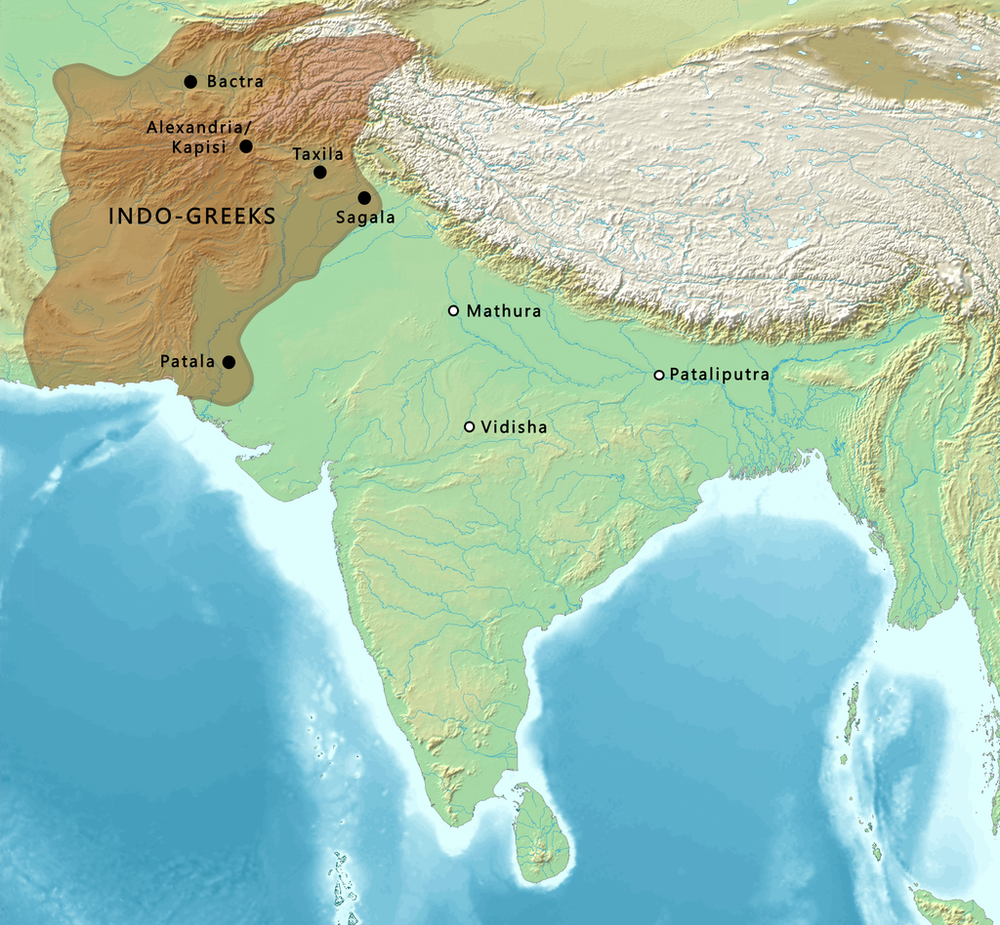 Bactra
Alexandria/
Kapisi
Taxila
INDO-GREEKS
Sagala
Mathura
Patala
Pataliputra
Vidisha